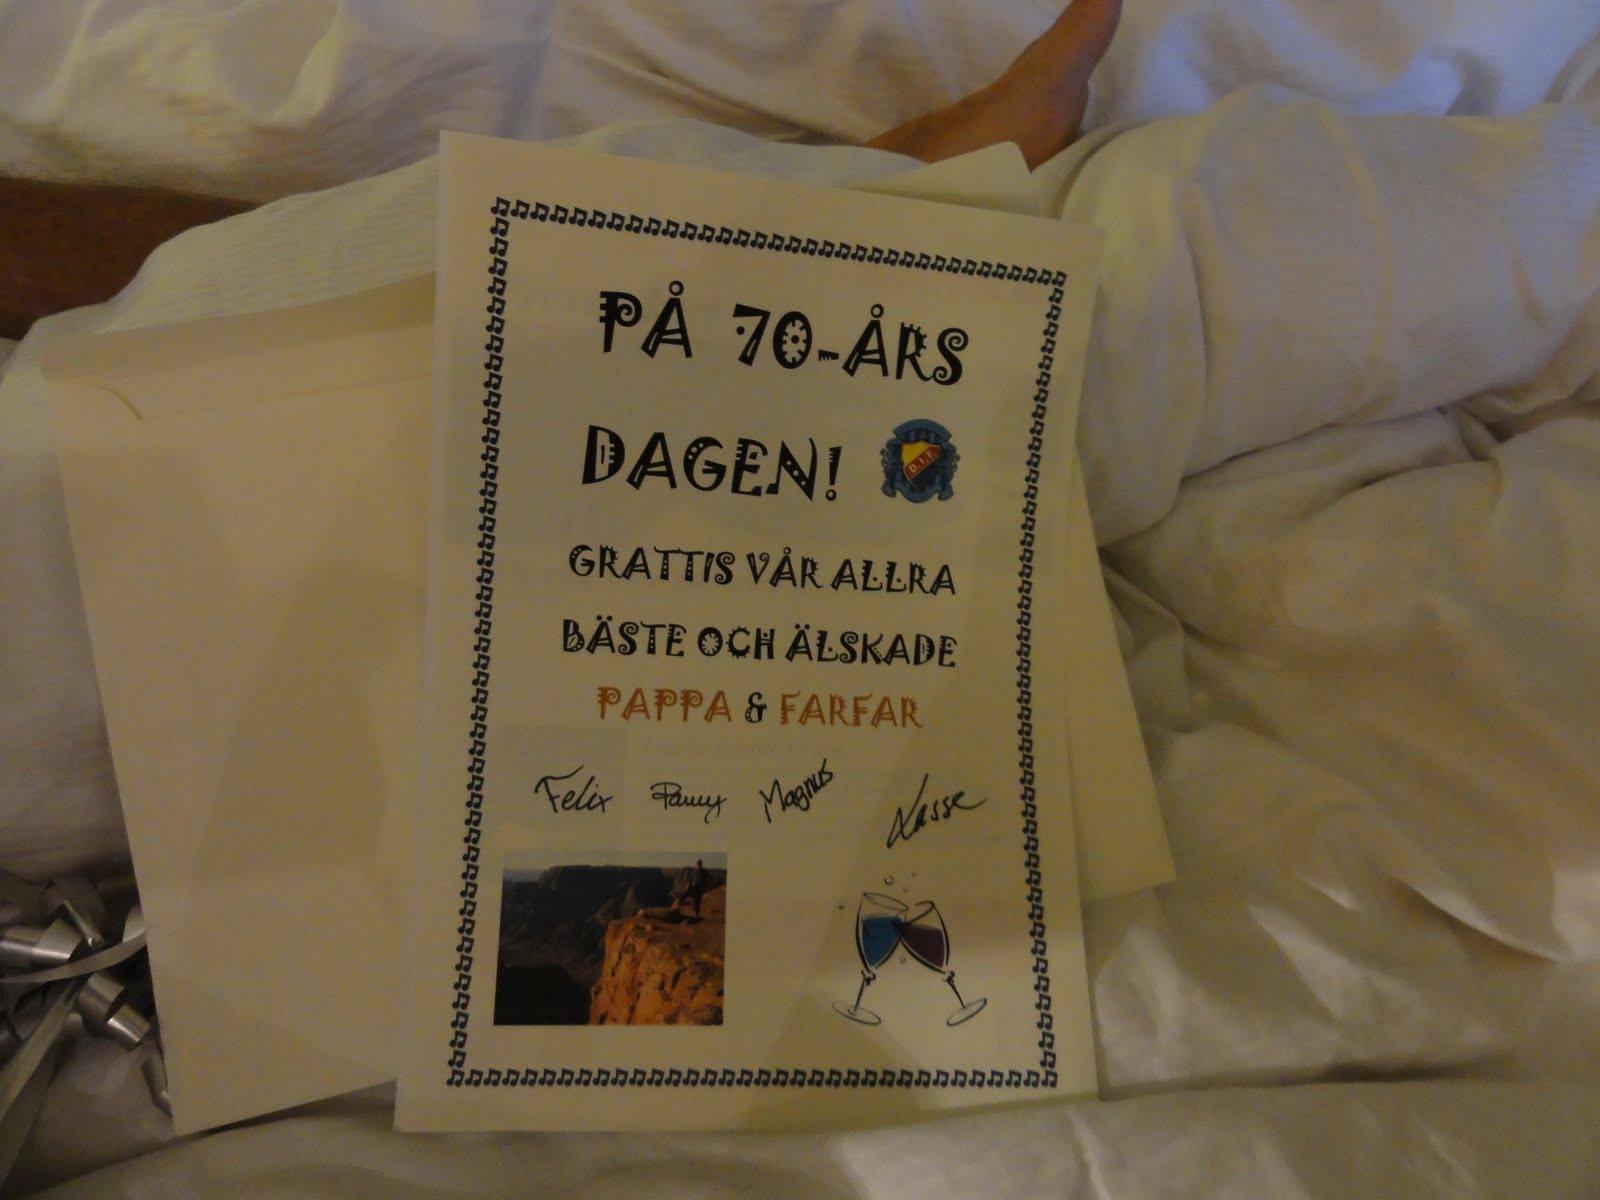 PÅ 70-ÅRS
DAGEN!
D.I.F.
GRATTIS VÅR ALLRA
BÄSTE OCH ÄLSKADE
PAPPA & FARFAR
Felix Magnus Lasse